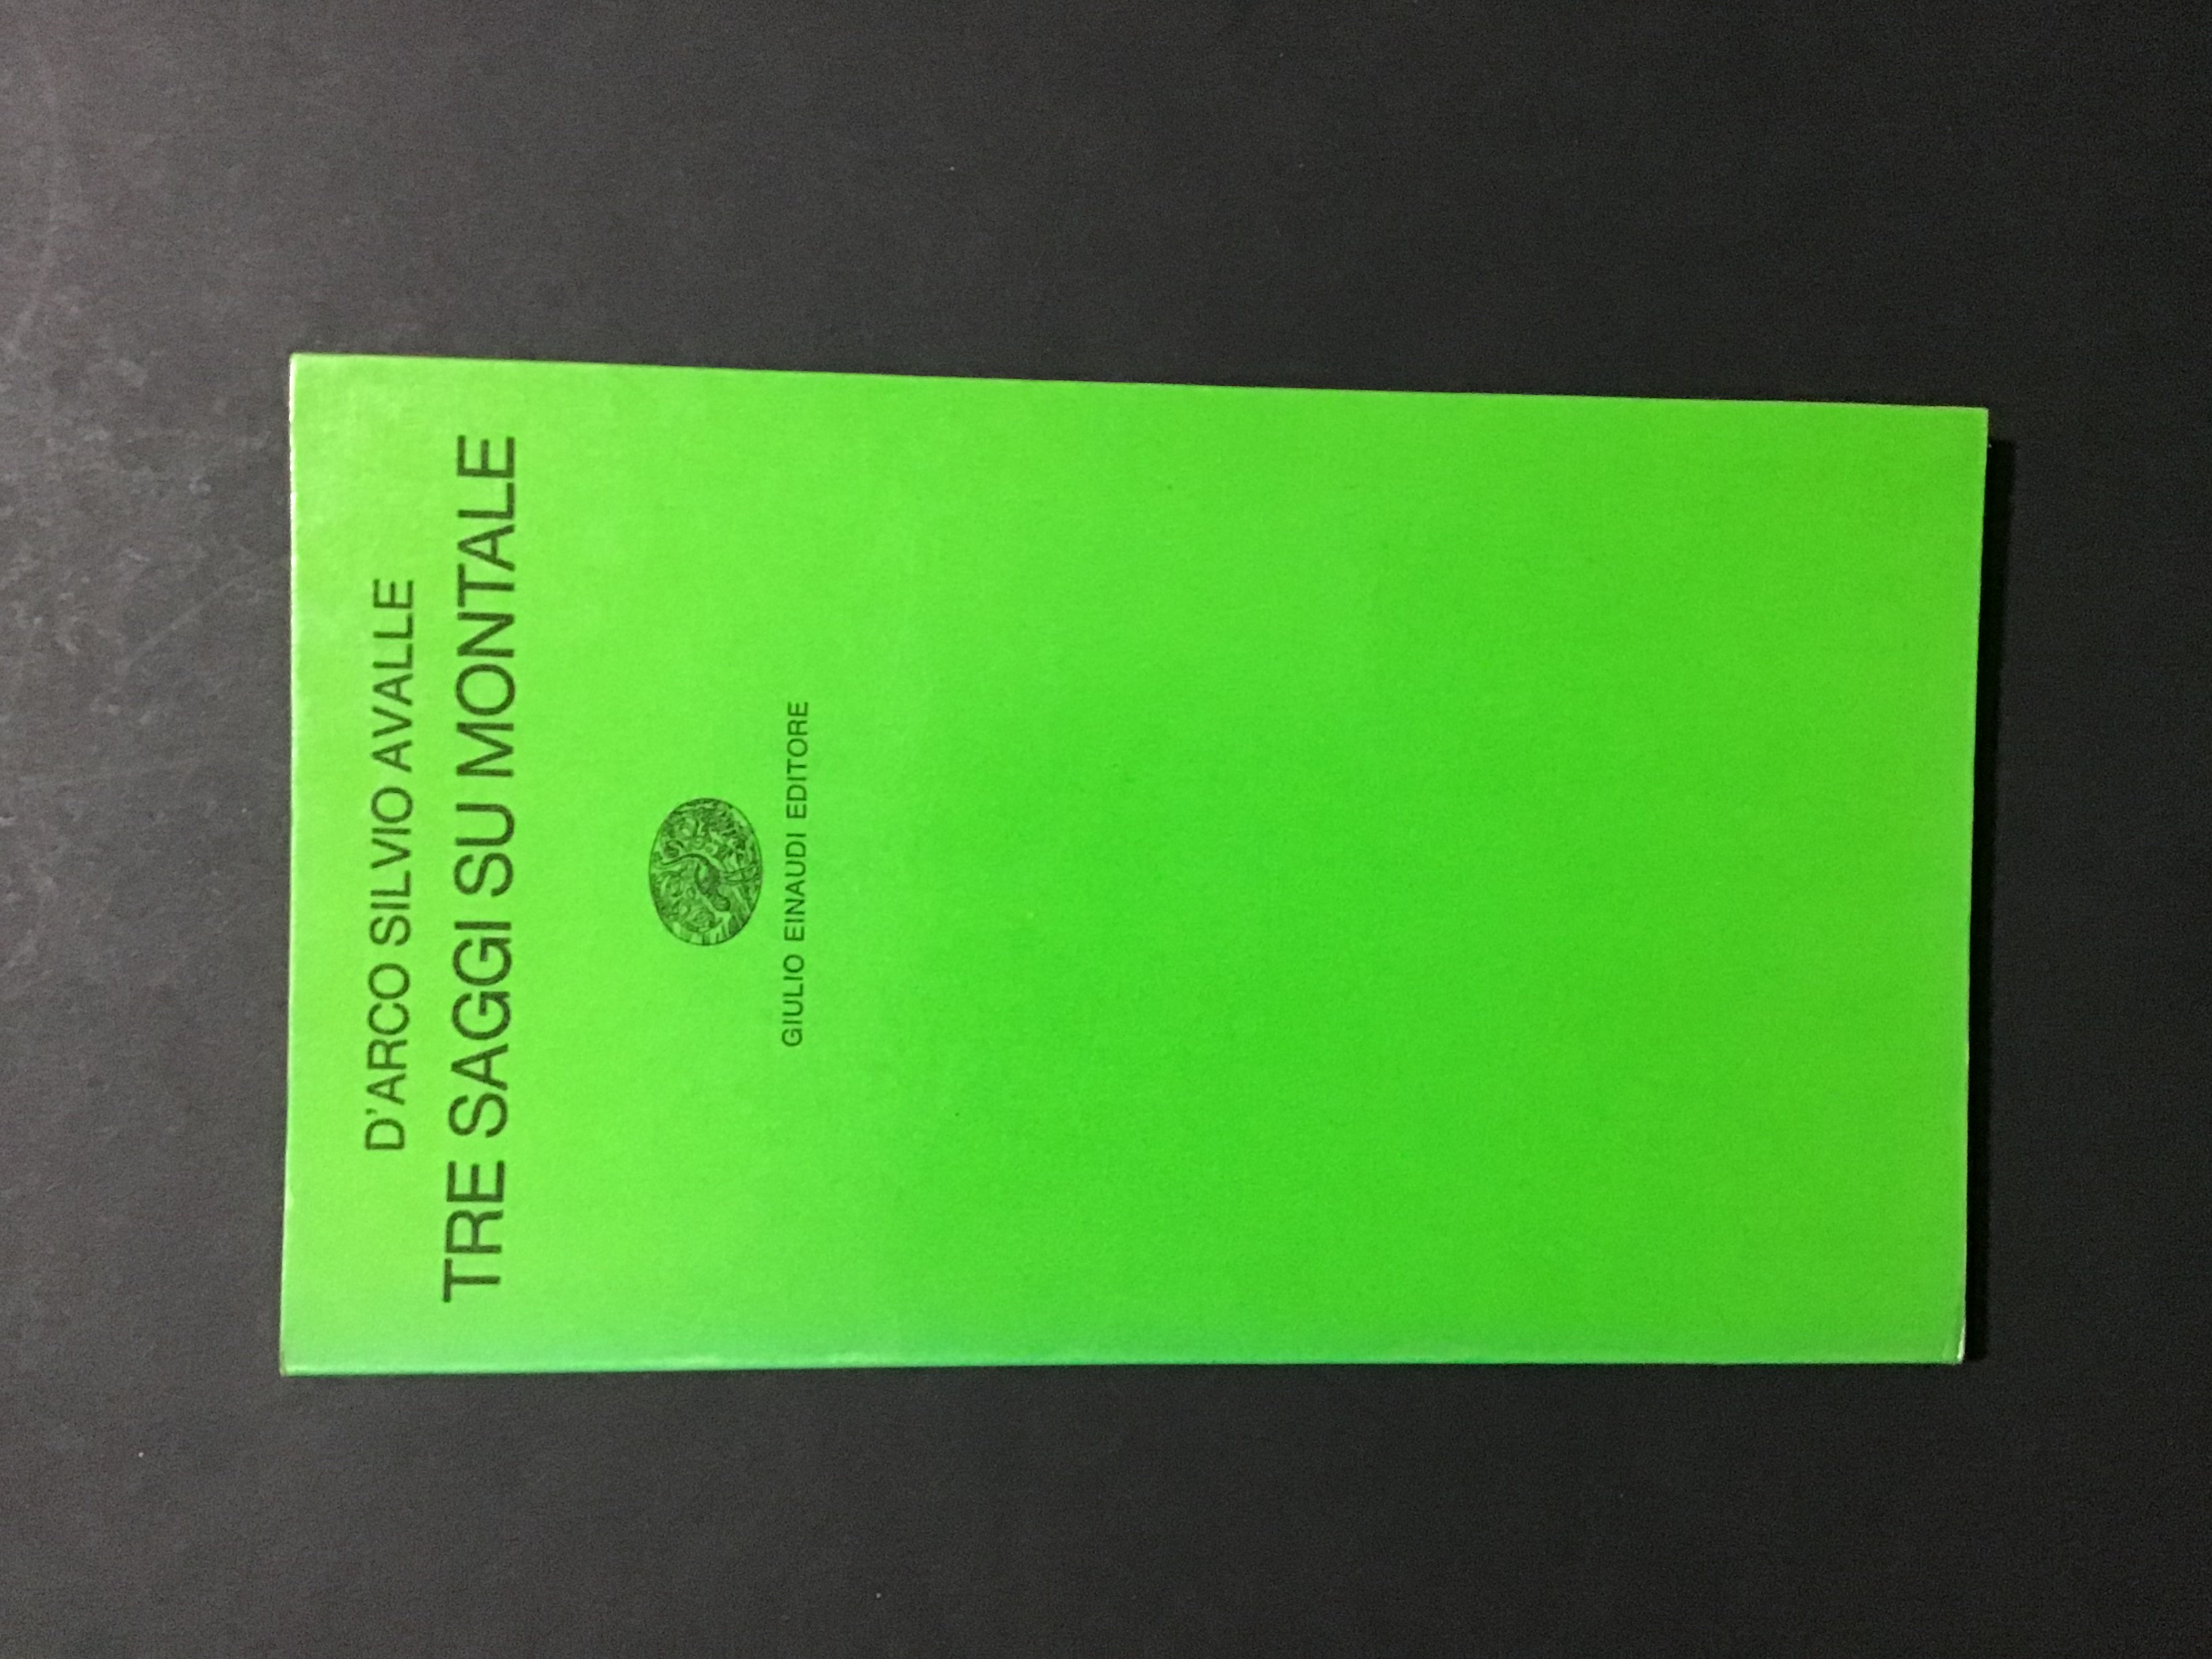 D'ARCO SILVIO AVALLE
TRE SAGGI SU MONTALE
GIULIO EINAUDI EDITORE